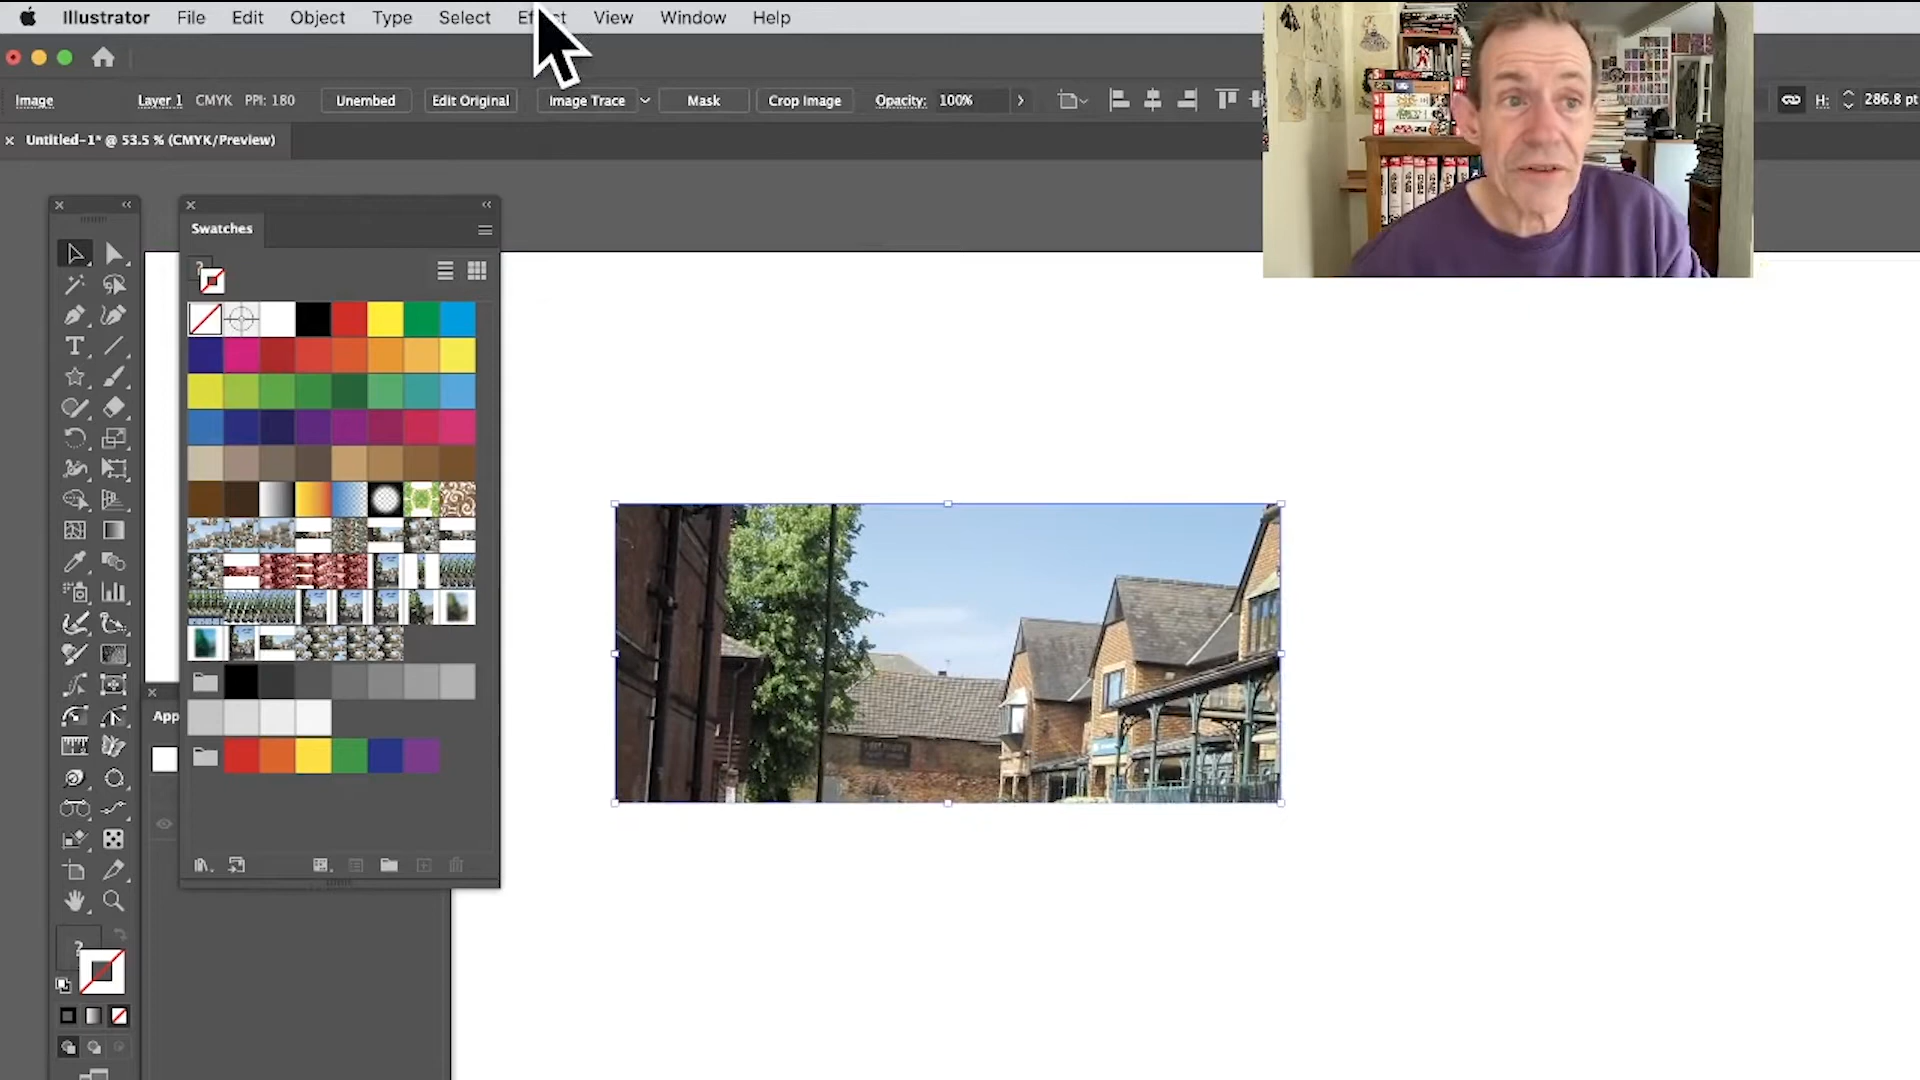 Illustrator File Edit Object Type Select Effect View Window Help
Image Layer 1 CMYK PPI: 180 Unembed Edit Original Image Trace Mask Crop Image Opacity: 100% H: 286.8 pt
× Untitled-1* @ 53.5 % (CMYK/Preview)
Swatches
App